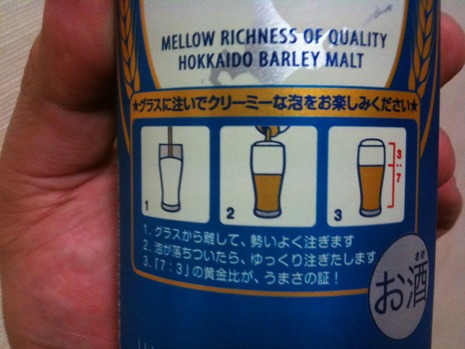 MELLOW RICHNESS OF QUALITY
HOKKAIDO BARLEY MALT
★グラスに注いでクリーミーな泡をお楽しみください★
1
2
3
3
7
1. グラスから離して、勢いよく注ぎます
2. 泡が落ちついたら、ゆっくり注ぎたします
3.「7：3」の黄金比が、うまさの証！
さけ
お酒